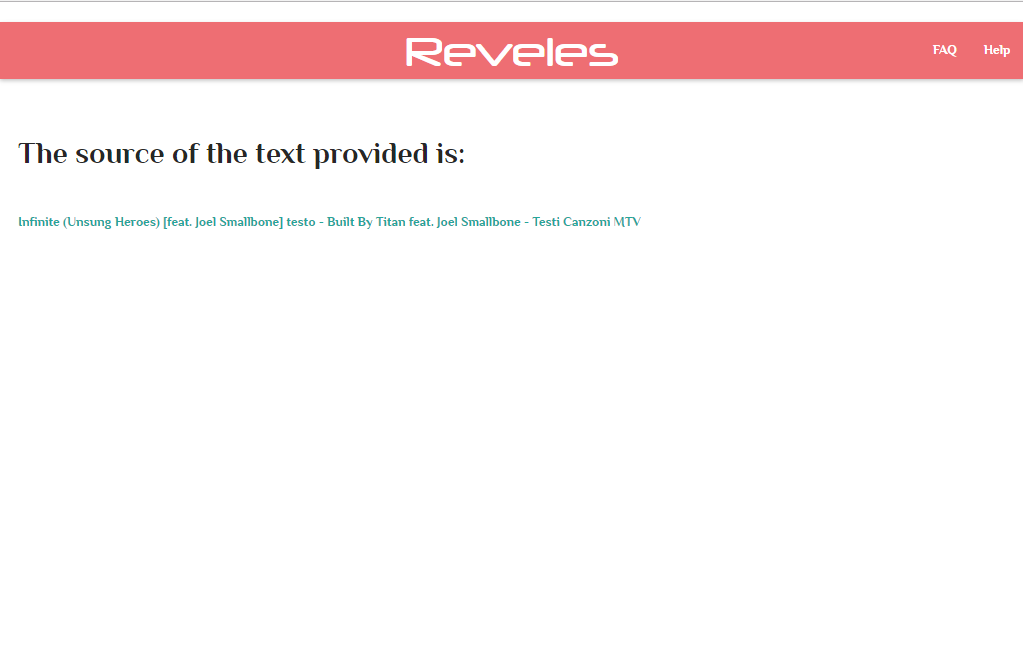 Reveles
FAQ
Help
The source of the text provided is:
Infinite (Unsung Heroes) [feat. Joel Smallbone] testo - Built By Titan feat. Joel Smallbone - Testi Canzoni MTV